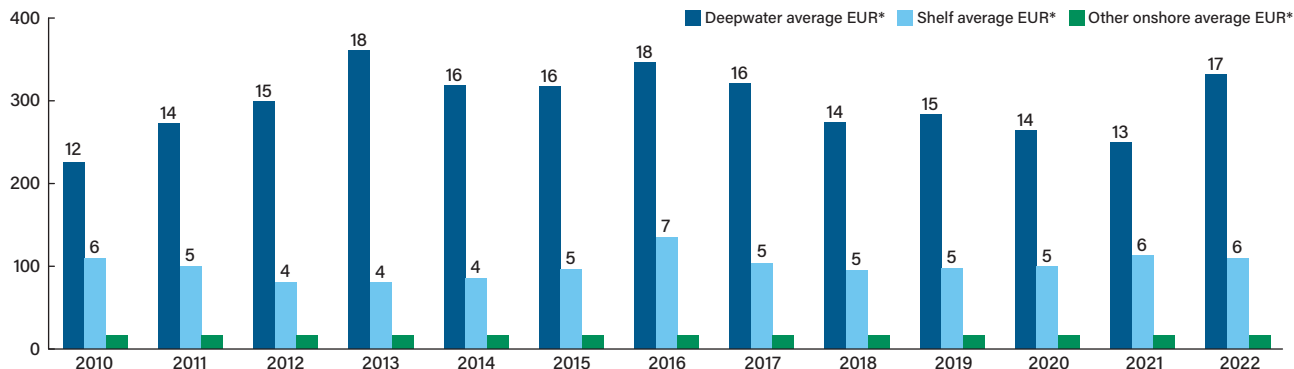 400
Deepwater average EUR* Shelf average EUR* Other onshore average EUR*
300
200
100
0
12 14 15 18 16 16 18 16 14 15 14 13 17
6 5 4 4 4 5 7 5 5 5 5 6 6
2010 2011 2012 2013 2014 2015 2016 2017 2018 2019 2020 2021 2022